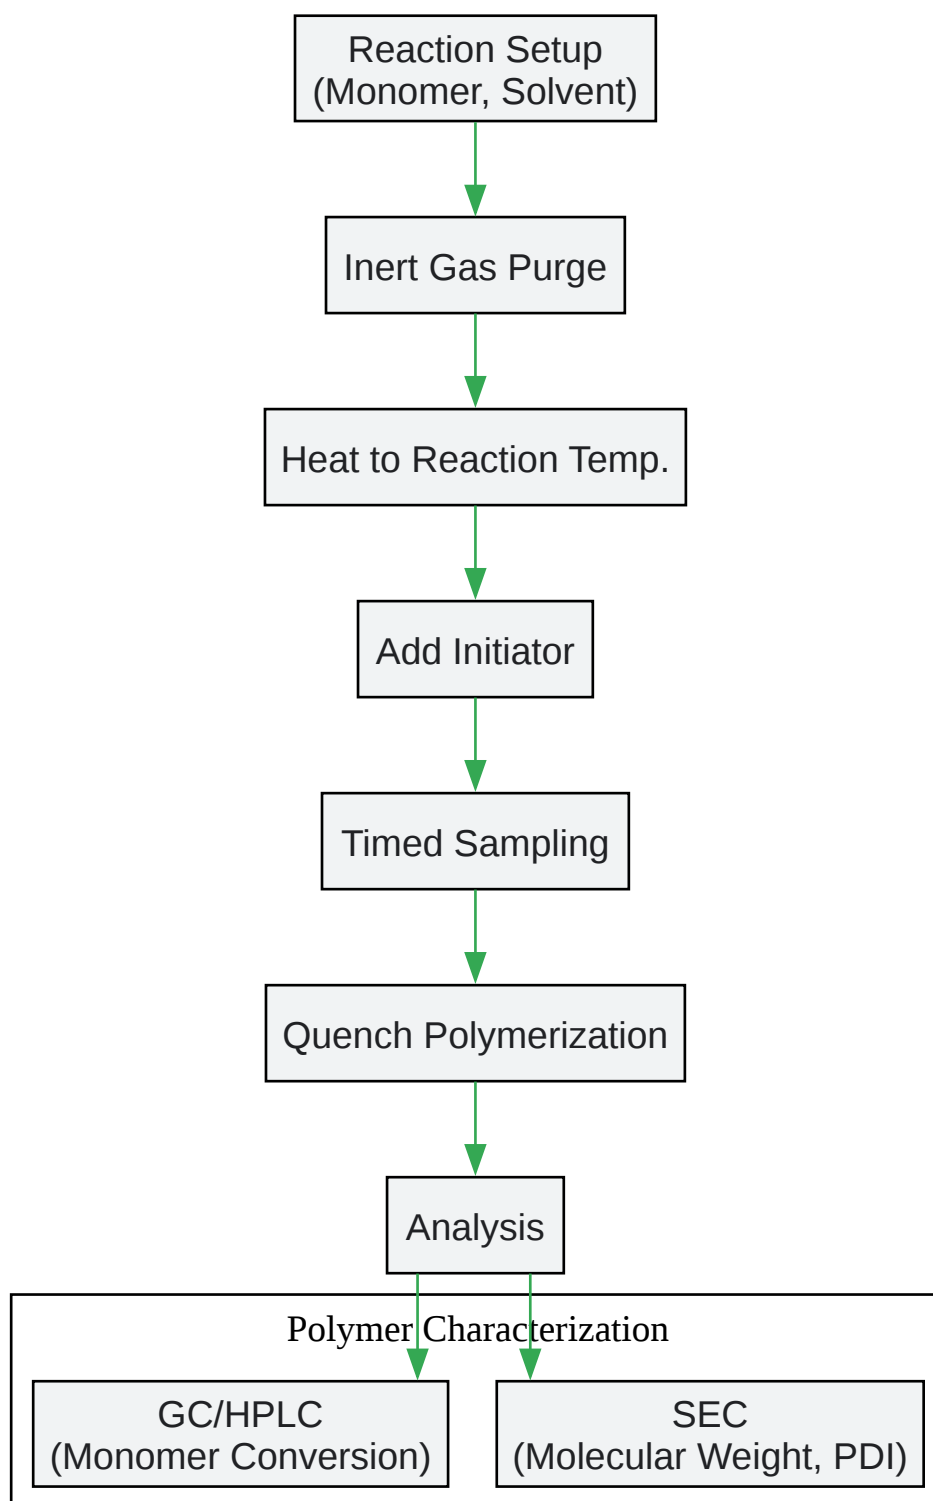 Reaction Setup
(Monomer, Solvent)
Inert Gas Purge
Heat to Reaction Temp.
Add Initiator
Timed Sampling
Quench Polymerization
Analysis
Polymer Characterization
GC/HPLC
(Monomer Conversion)
SEC
(Molecular Weight, PDI)